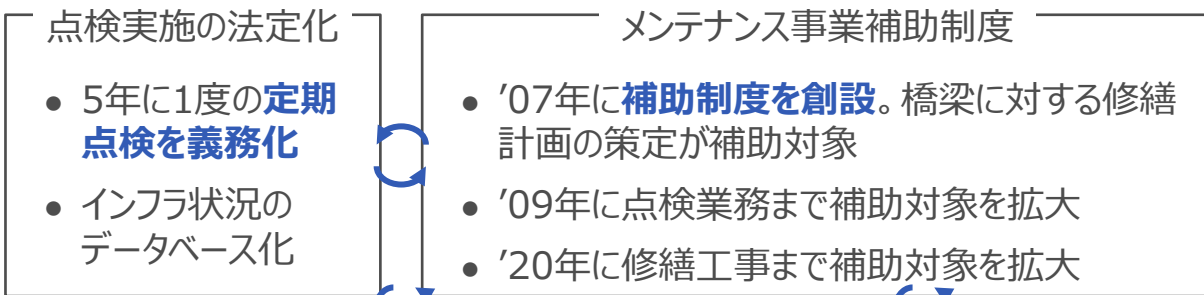 点検実施の法定化
● 5年に1度の定期
点検を義務化
● インフラ状況の
データベース化
メンテナンス事業補助制度
● ’07年に補助制度を創設。橋梁に対する修繕
計画の策定が補助対象
● ’09年に点検業務まで補助対象を拡大
● ’20年に修繕工事まで補助対象を拡大